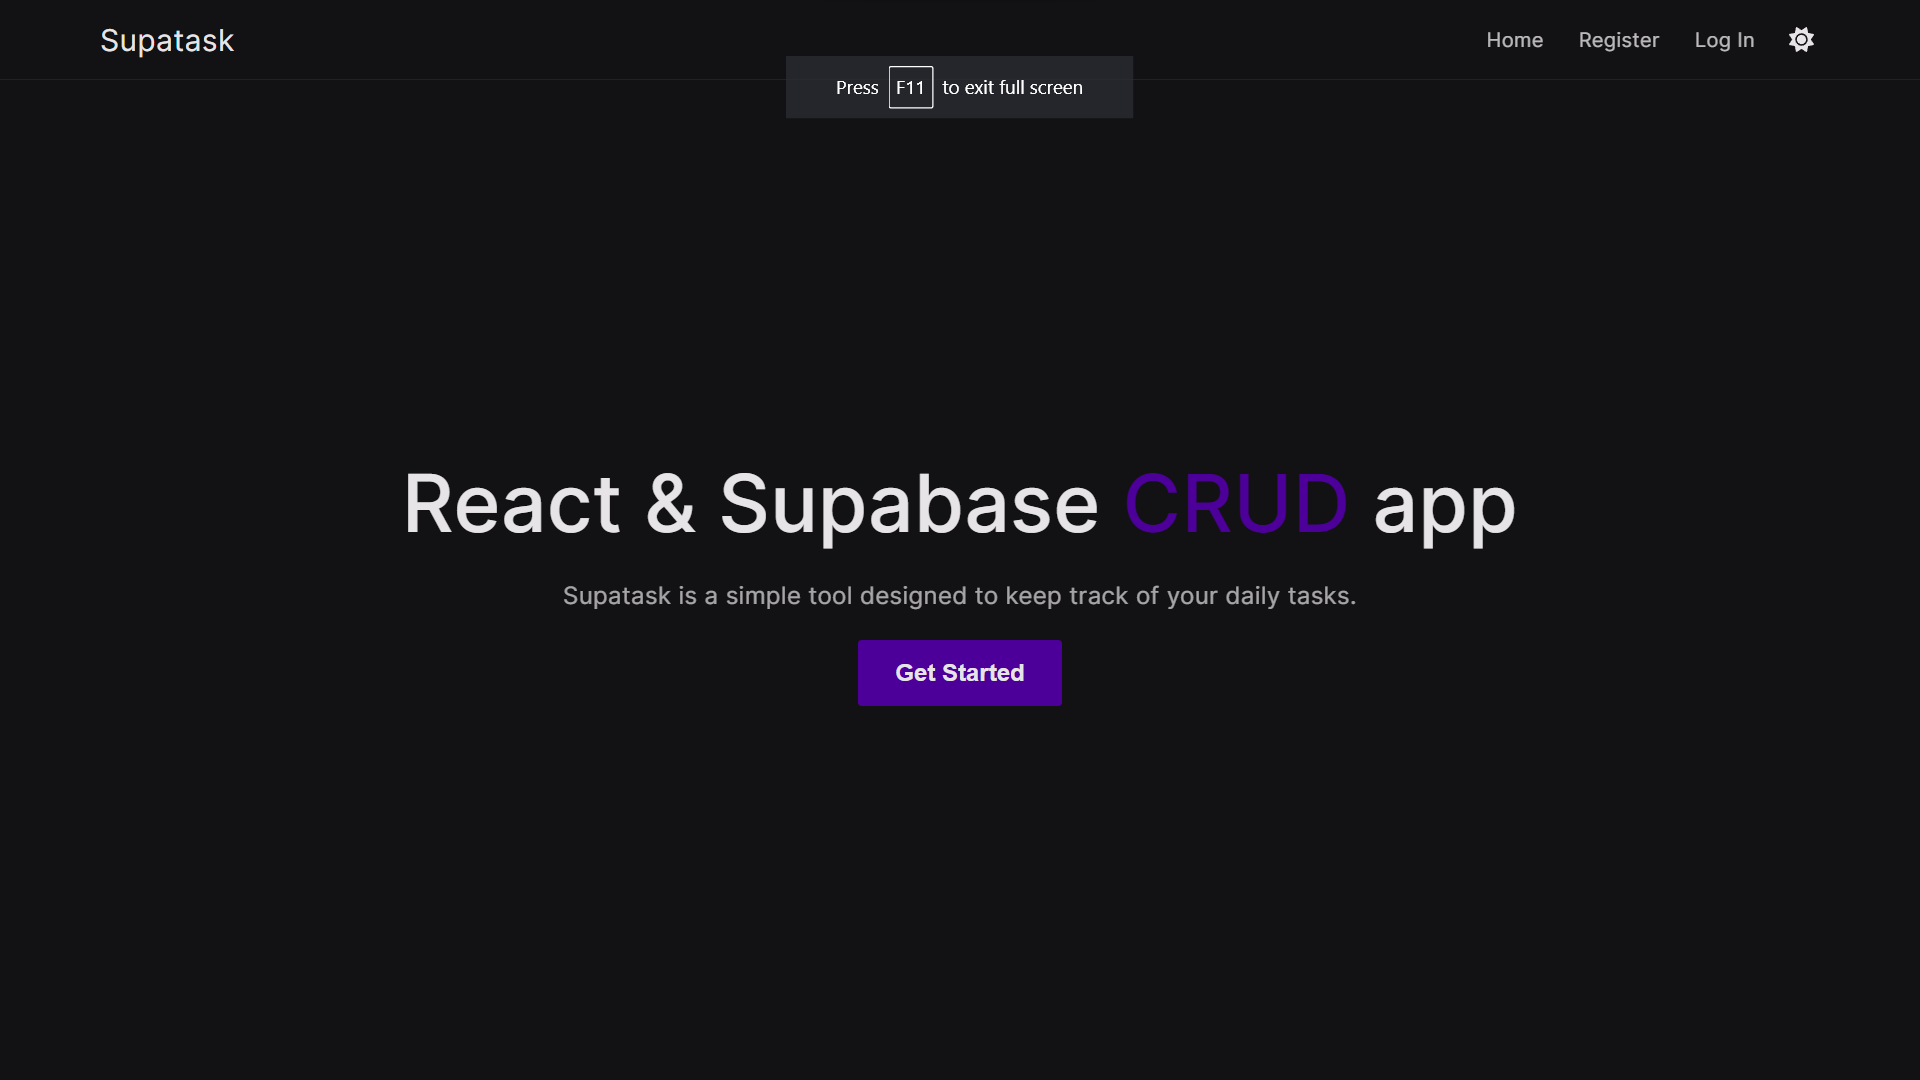 Supatask
Home Register Log In
Press F11 to exit full screen
React & Supabase CRUD app
Supatask is a simple tool designed to keep track of your daily tasks.
Get Started